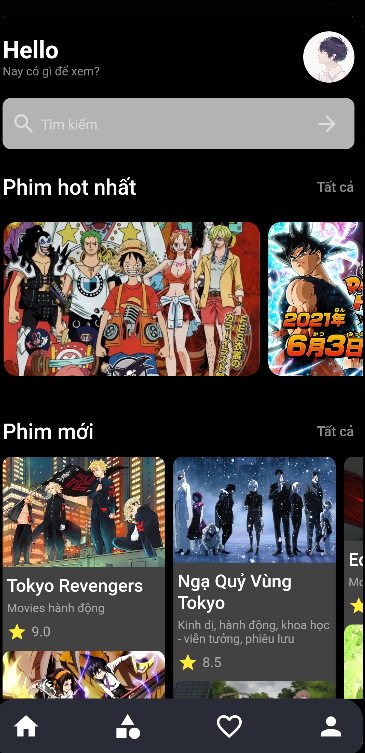 Hello
Nay có gì để xem?
Tìm kiếm
Phim hot nhất
Tất cả
2021年
6月3日
Phim mới
Tất cả
Tokyo Revengers
Movies hành động
9.0
Ngạ Quỷ Vùng
Tokyo
Kinh dị, hành động, khoa học
- viễn tưởng, phiêu lưu
8.5